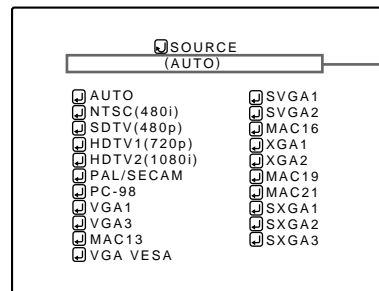 SOURCE
(AUTO)
AUTO
NTSC(480i)
SDTV(480p)
HDTV1(720p)
HDTV2(1080i)
PAL/SECAM
PC-98
VGA1
VGA3
MAC13
VGA VESA
SVGA1
SVGA2
MAC16
XGA1
XGA2
MAC19
MAC21
SXGA1
SXGA2
SXGA3